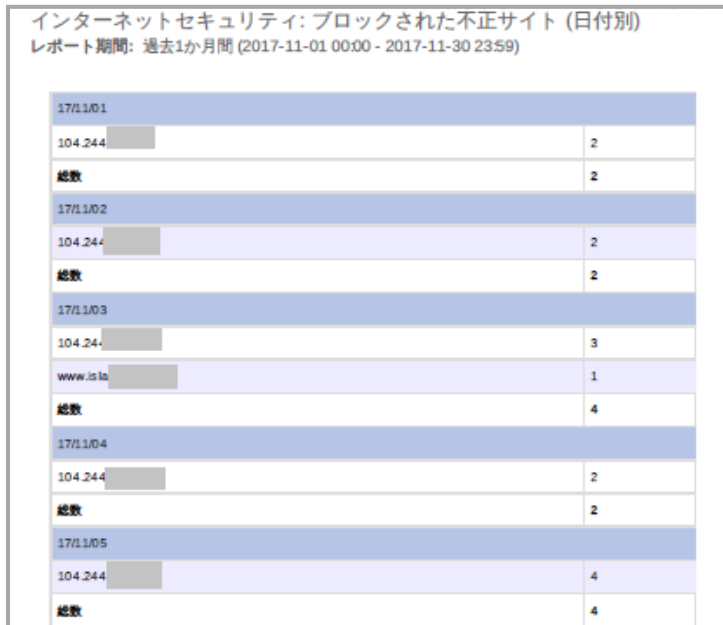 インターネットセキュリティ: ブロックされた不正サイト (日付別)
レポート期間: 過去1か月間 (2017-11-01 00:00 - 2017-11-30 23:59)
17/11/01
104.244 2
総数 2
17/11/02
104.244 2
総数 2
17/11/03
104.244 3
www.isla 1
総数 4
17/11/04
104.244 2
総数 2
17/11/05
104.244 4
総数 4